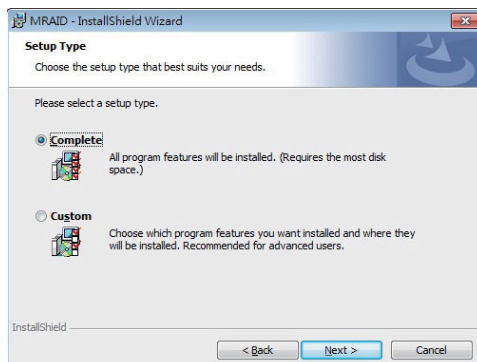 MRAID - InstallShield Wizard
Setup Type
Choose the setup type that best suits your needs.
Please select a setup type.
Complete
All program features will be installed. (Requires the most disk
space.)
Custom
Choose which program features you want installed and where they
will be installed. Recommended for advanced users.
InstallShield
< Back Next > Cancel